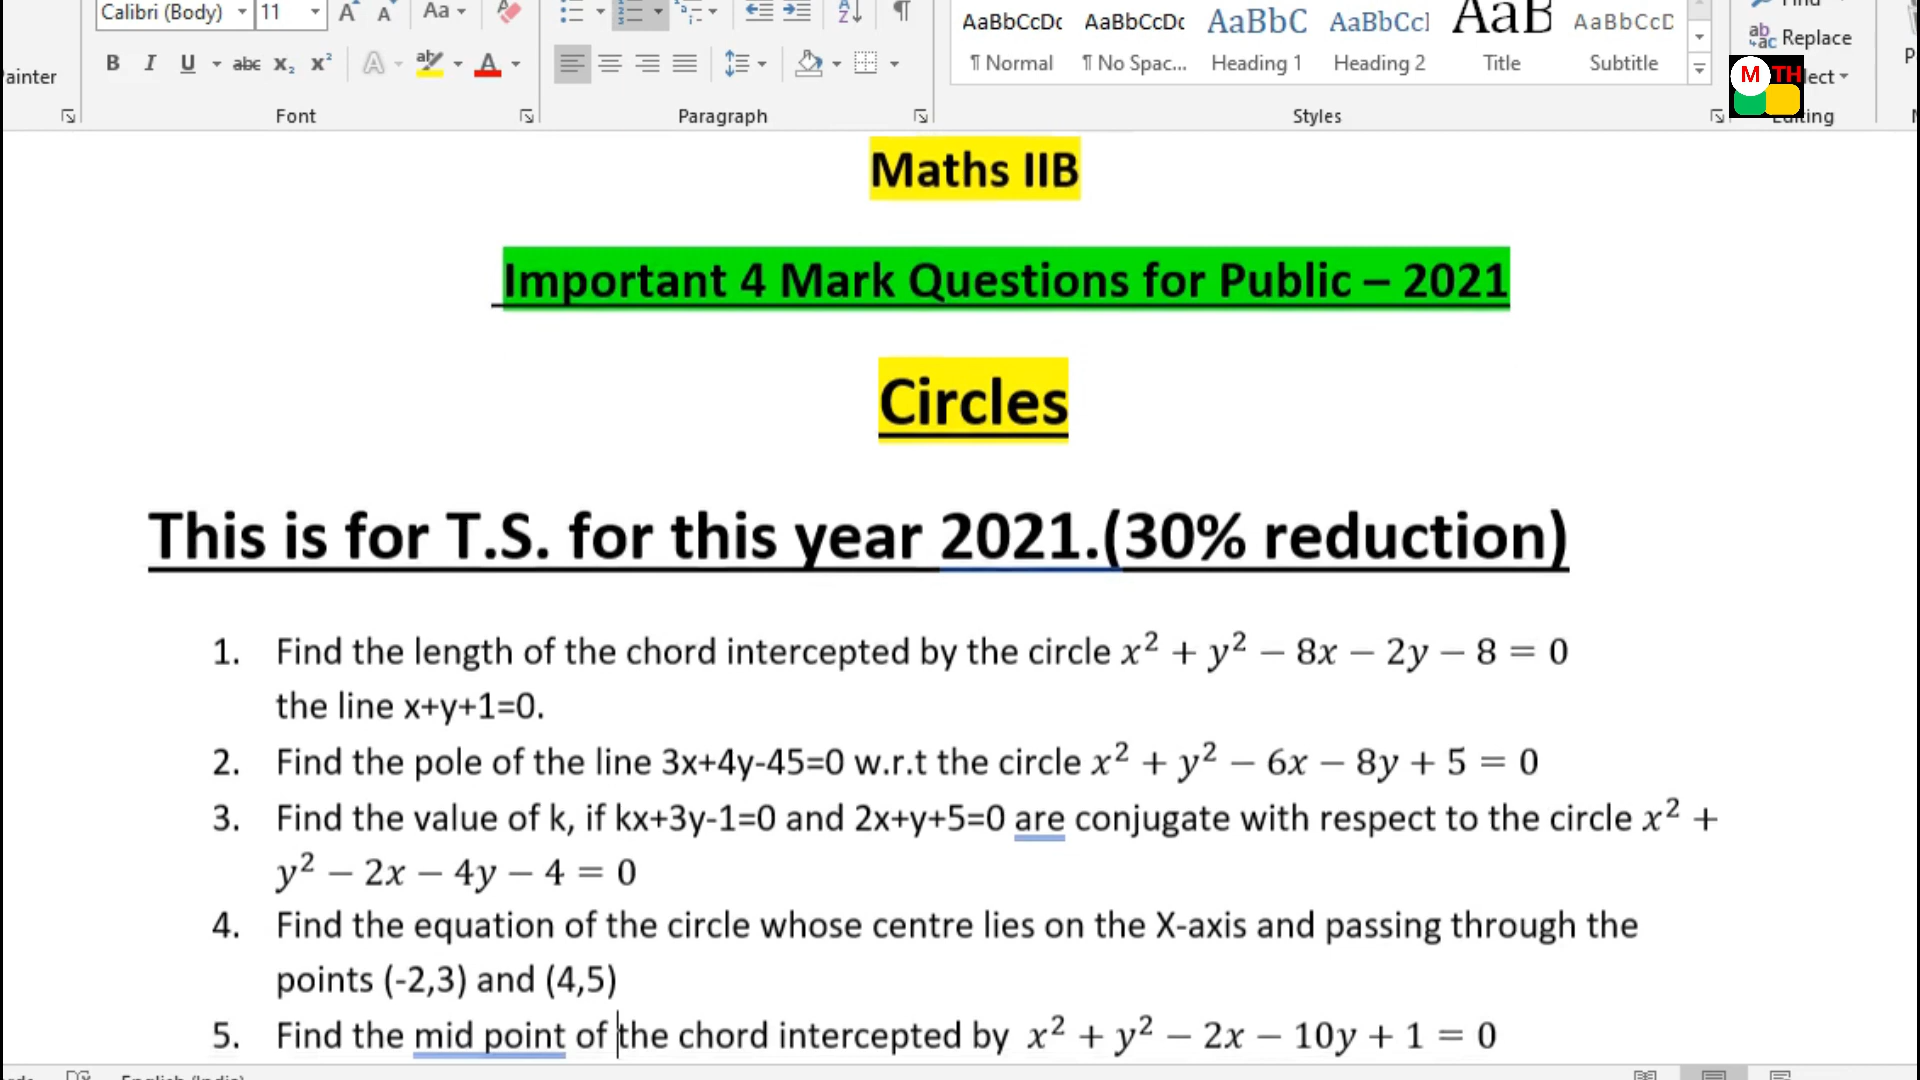 Calibri (Body) 11 A A Aa
AaBbCcDc AaBbCcDc AaBbC AaBbCcl AaB AaBbCcD
Replace
B I U abc x₂ x² A aby A
¶ Normal ¶ No Spac... Heading 1 Heading 2 Title Subtitle
ainter
M TH
lect
Font Paragraph Styles Editing
Maths IIB
Important 4 Mark Questions for Public – 2021
Circles
This is for T.S. for this year 2021.(30% reduction)
1. Find the length of the chord intercepted by the circle x² + y² − 8x − 2y − 8 = 0
the line x+y+1=0.
2. Find the pole of the line 3x+4y-45=0 w.r.t the circle x² + y² − 6x − 8y + 5 = 0
3. Find the value of k, if kx+3y-1=0 and 2x+y+5=0 are conjugate with respect to the circle x² +
y² − 2x − 4y − 4 = 0
4. Find the equation of the circle whose centre lies on the X-axis and passing through the
points (-2,3) and (4,5)
5. Find the mid point of the chord intercepted by x² + y² − 2x − 10y + 1 = 0